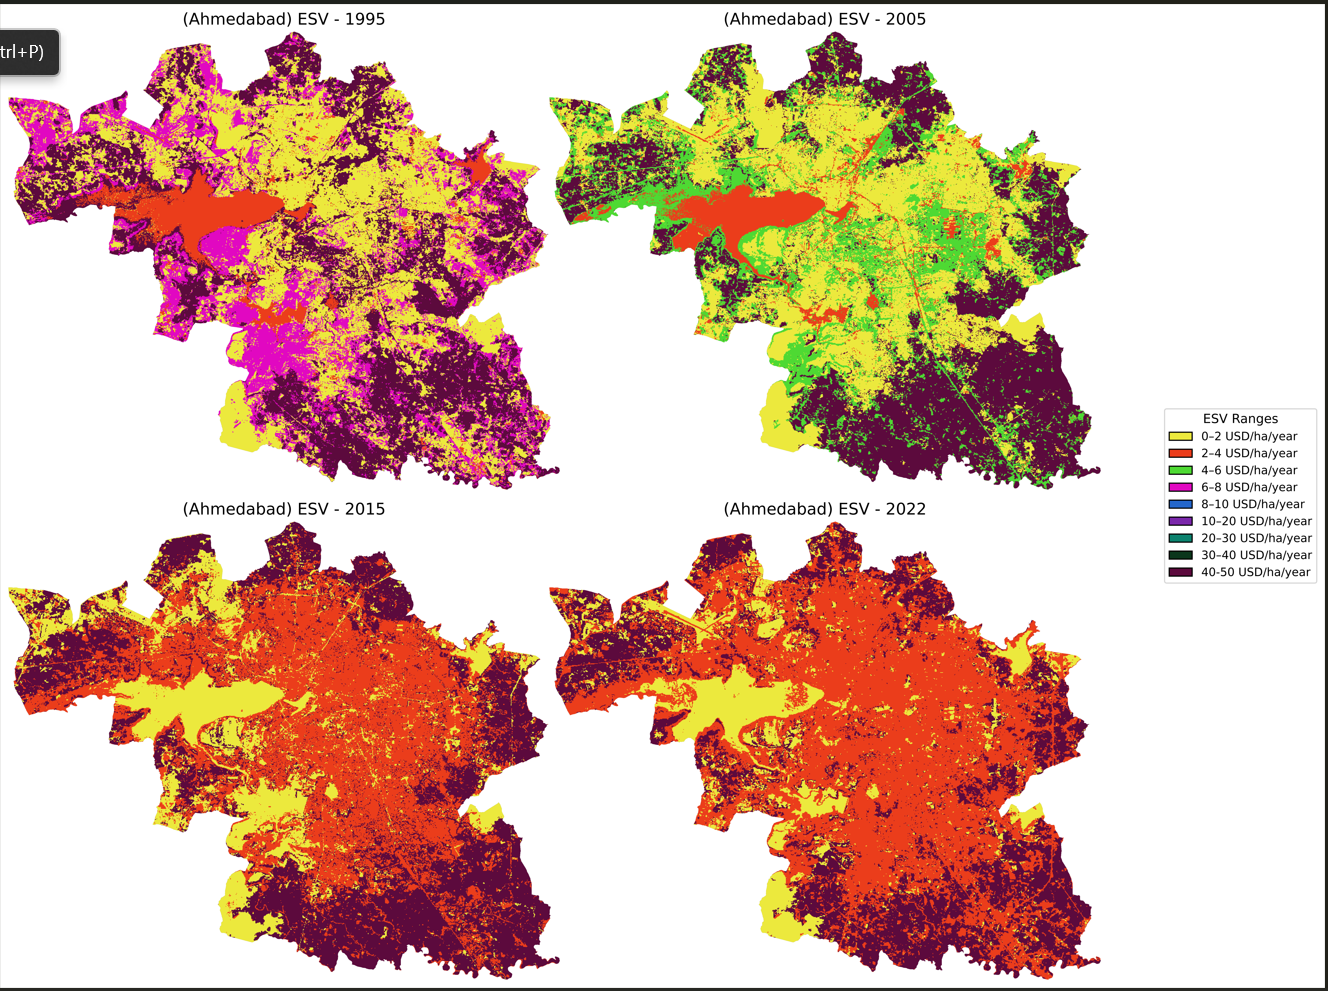 (Ahmedabad) ESV - 1995
(Ahmedabad) ESV - 2005
trl+P)
(Ahmedabad) ESV - 2015
(Ahmedabad) ESV - 2022
ESV Ranges
0–2 USD/ha/year
2–4 USD/ha/year
4–6 USD/ha/year
6–8 USD/ha/year
8–10 USD/ha/year
10–20 USD/ha/year
20–30 USD/ha/year
30–40 USD/ha/year
40-50 USD/ha/year